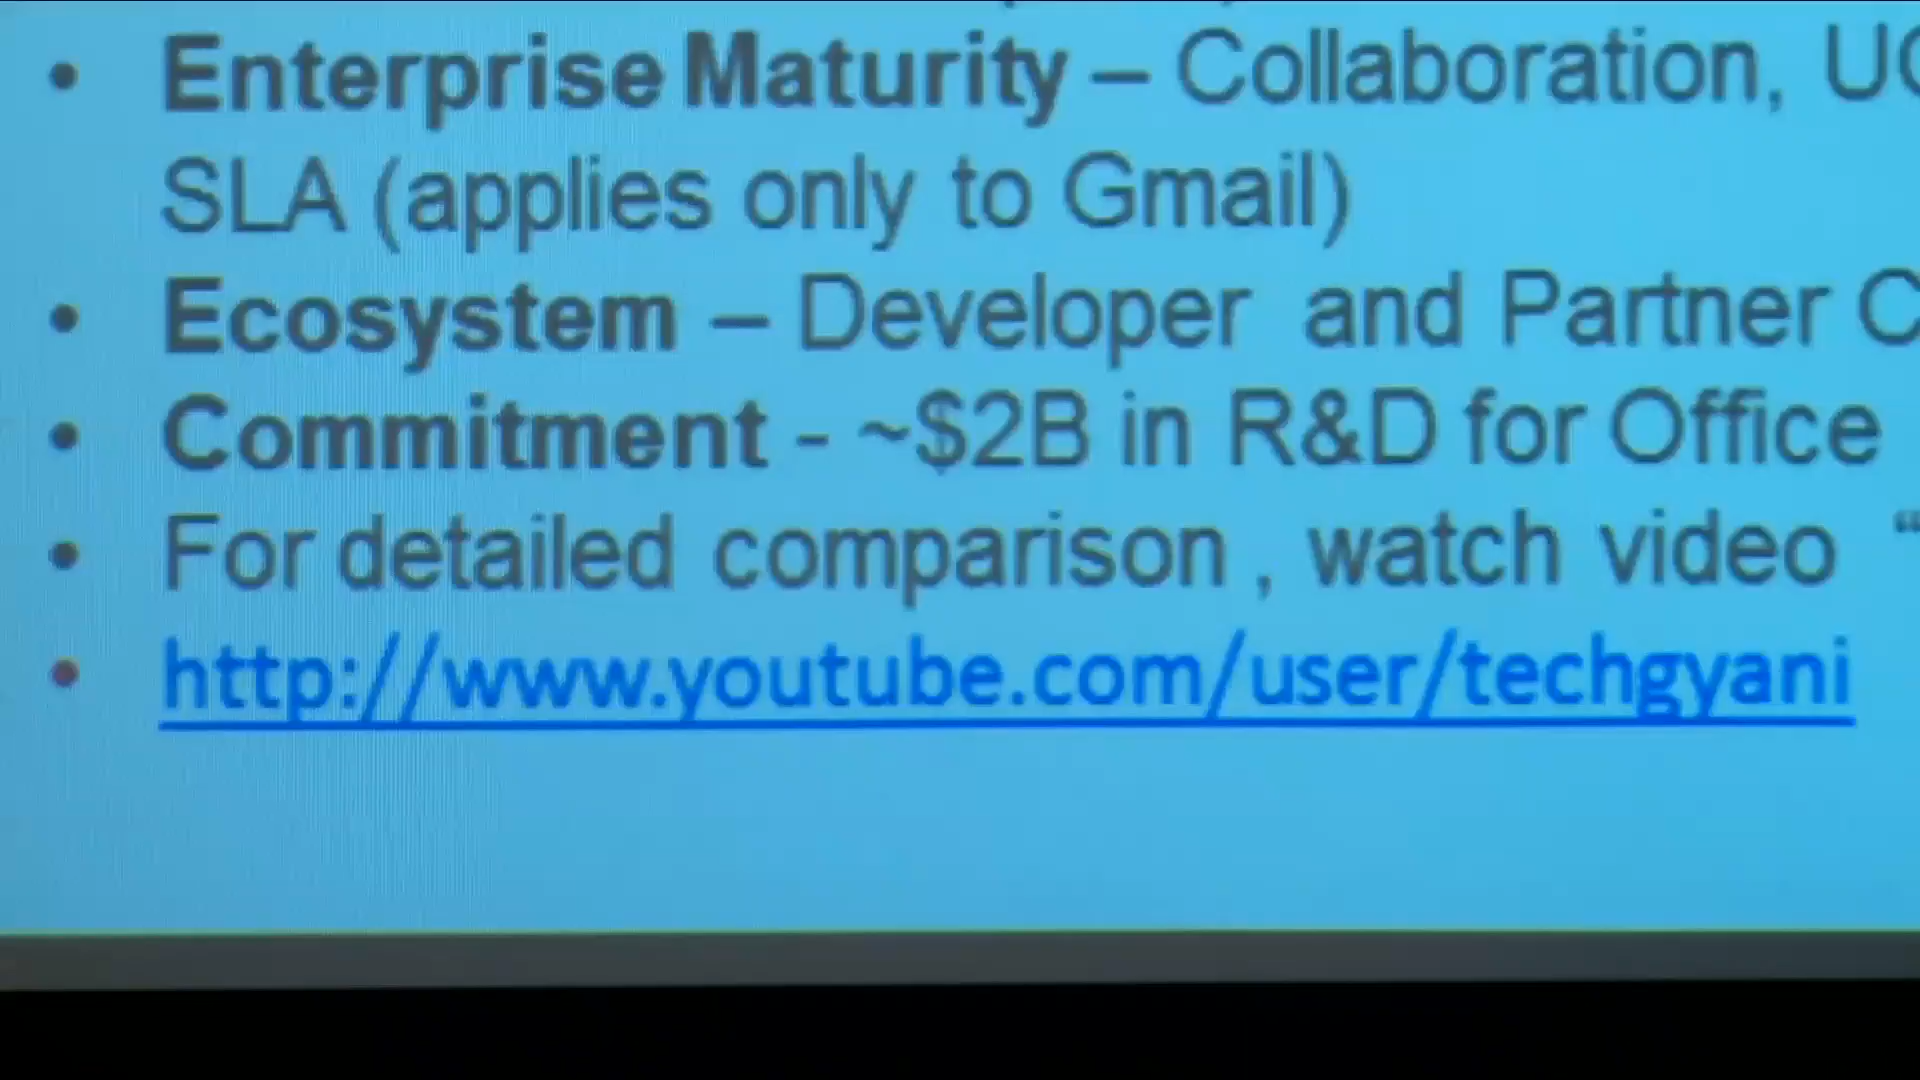 • Enterprise Maturity – Collaboration,
SLA (applies only to Gmail)
• Ecosystem – Developer and Partner
• Commitment - ~$2B in R&D for Office
• For detailed comparison , watch video “
• http://www.youtube.com/user/techgyani